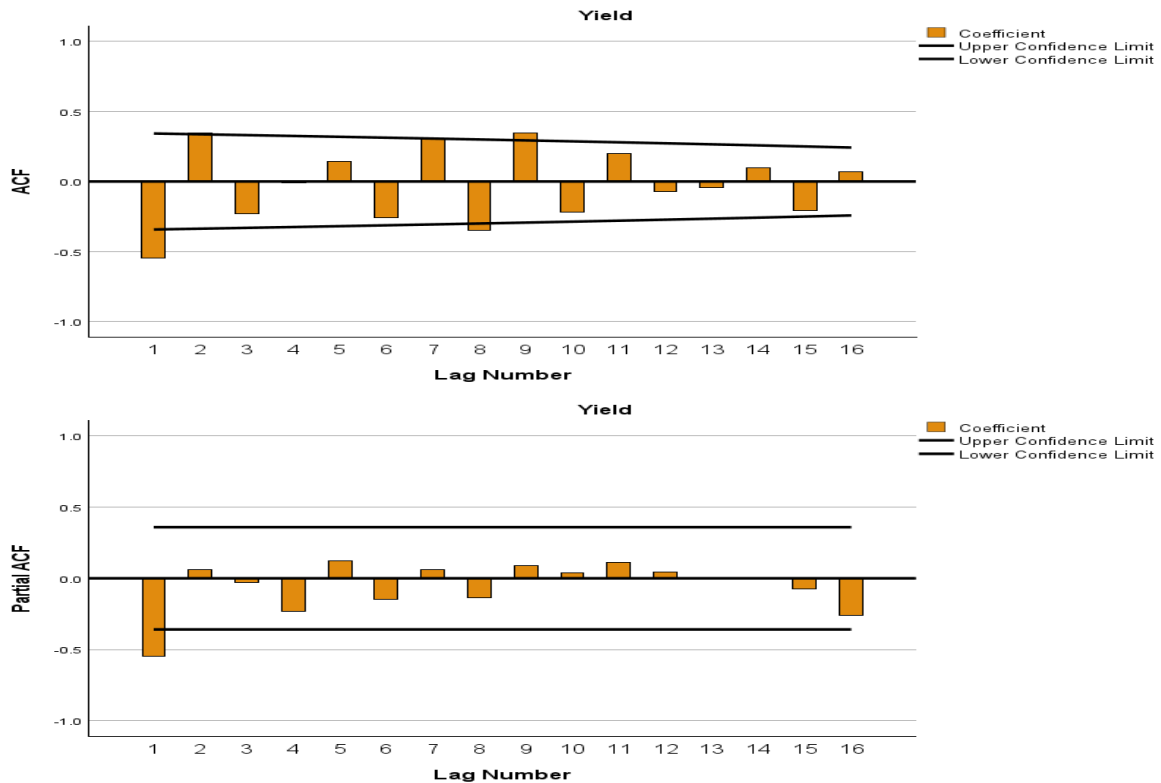 Yield
Coefficient
Upper Confidence Limit
Lower Confidence Limit
1.0
0.5
0.0
-0.5
-1.0
ACF
1 2 3 4 5 6 7 8 9 10 11 12 13 14 15 16
Lag Number
Yield
Coefficient
Upper Confidence Limit
Lower Confidence Limit
1.0
0.5
0.0
-0.5
-1.0
Partial ACF
1 2 3 4 5 6 7 8 9 10 11 12 13 14 15 16
Lag Number